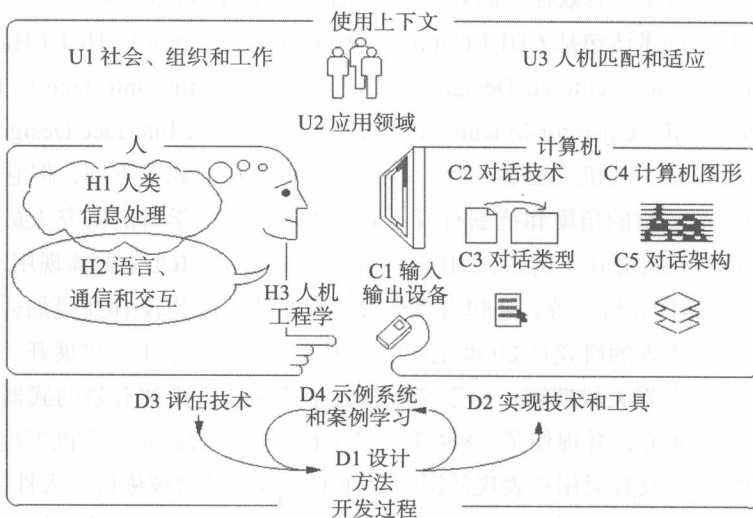 使用上下文
U1 社会、组织和工作
U3 人机匹配和适应
U2 应用领域
人
计算机
H1 人类
信息处理
C2 对话技术
C4 计算机图形
H2 语言、
通信和交互
C3 对话类型
C5 对话架构
H3 人机
工程学
C1 输入
输出设备
D3 评估技术
D4 示例系统
和案例学习
D2 实现技术和工具
D1 设计
方法
开发过程